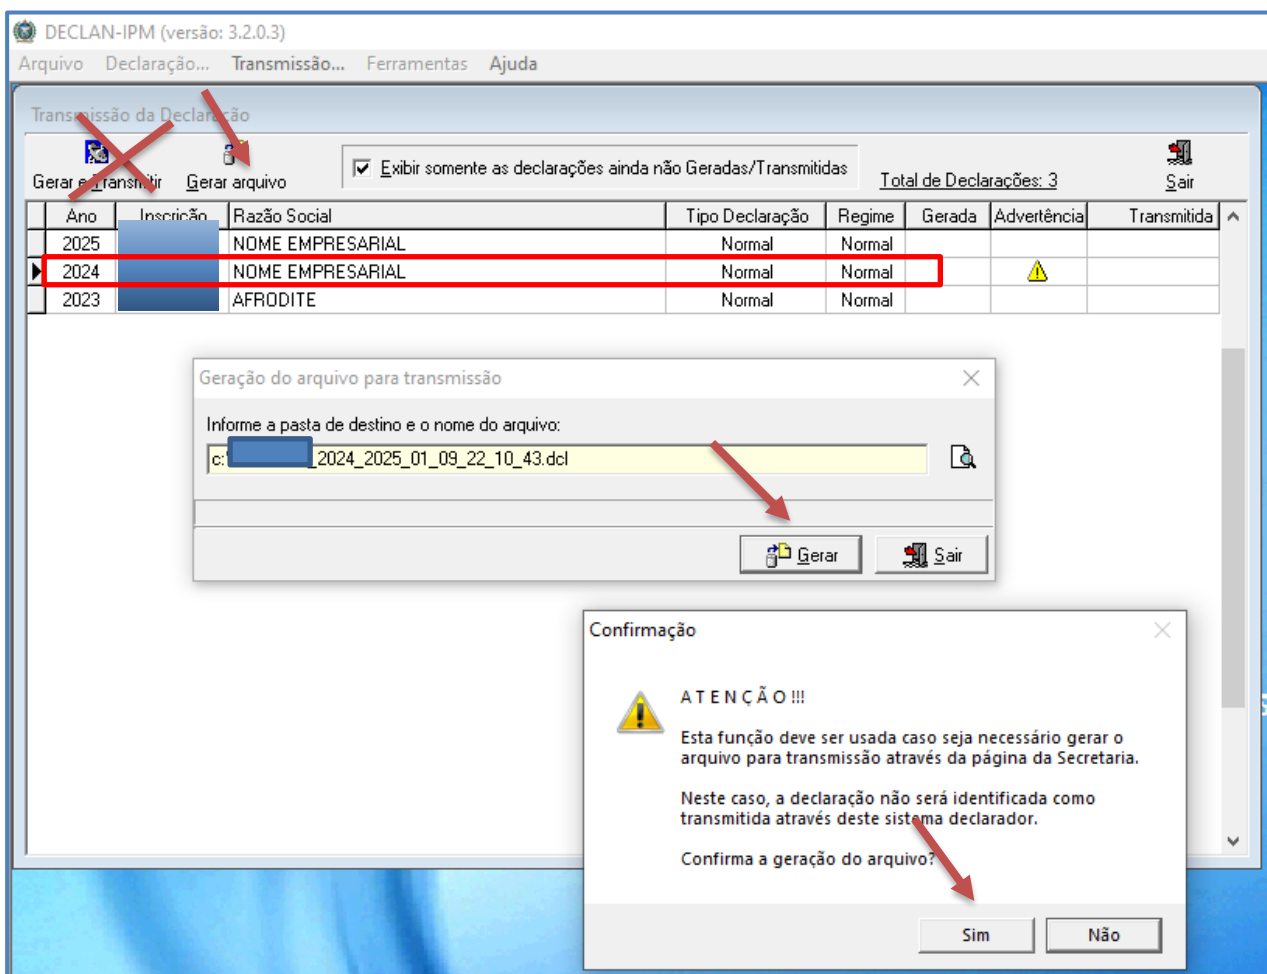 DECLAN-IPM (versão: 3.2.0.3)
Arquivo Declaração... Transmissão... Ferramentas Ajuda
Transmissão da Declaração
Gerar e Transmitir Gerar arquivo Exibir somente as declarações ainda não Geradas/Transmitidas Total de Declarações: 3 Sair
Ano Inscrição Razão Social Tipo Declaração Regime Gerada Advertência Transmitida
2025 NOME EMPRESARIAL Normal Normal
2024 NOME EMPRESARIAL Normal Normal
2023 AFRODITE Normal Normal
Geração do arquivo para transmissão
Informe a pasta de destino e o nome do arquivo:
c: _2024_2025_01_09_22_10_43.dcl
Gerar Sair
Confirmação
A T E N Ç Ã O !!!
Esta função deve ser usada caso seja necessário gerar o
arquivo para transmissão através da página da Secretaria.
Neste caso, a declaração não será identificada como
transmitida através deste sistema declarador.
Confirma a geração do arquivo?
Sim Não